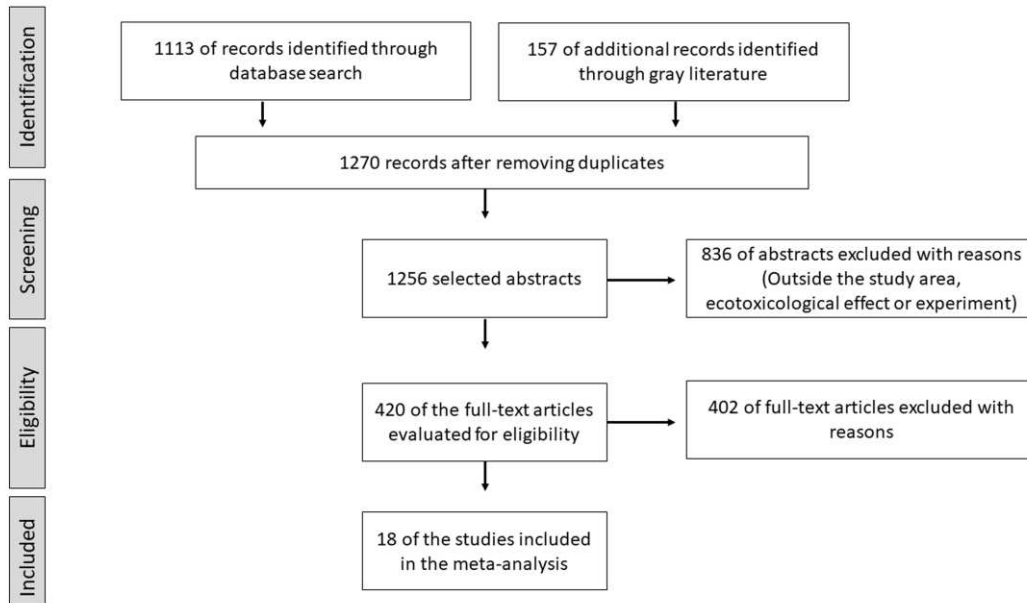 Identification
1113 of records identified through
database search
157 of additional records identified
through gray literature
1270 records after removing duplicates
Screening
1256 selected abstracts
836 of abstracts excluded with reasons
(Outside the study area,
ecotoxicological effect or experiment)
Eligibility
420 of the full-text articles
evaluated for eligibility
402 of full-text articles excluded with
reasons
Included
18 of the studies included
in the meta-analysis